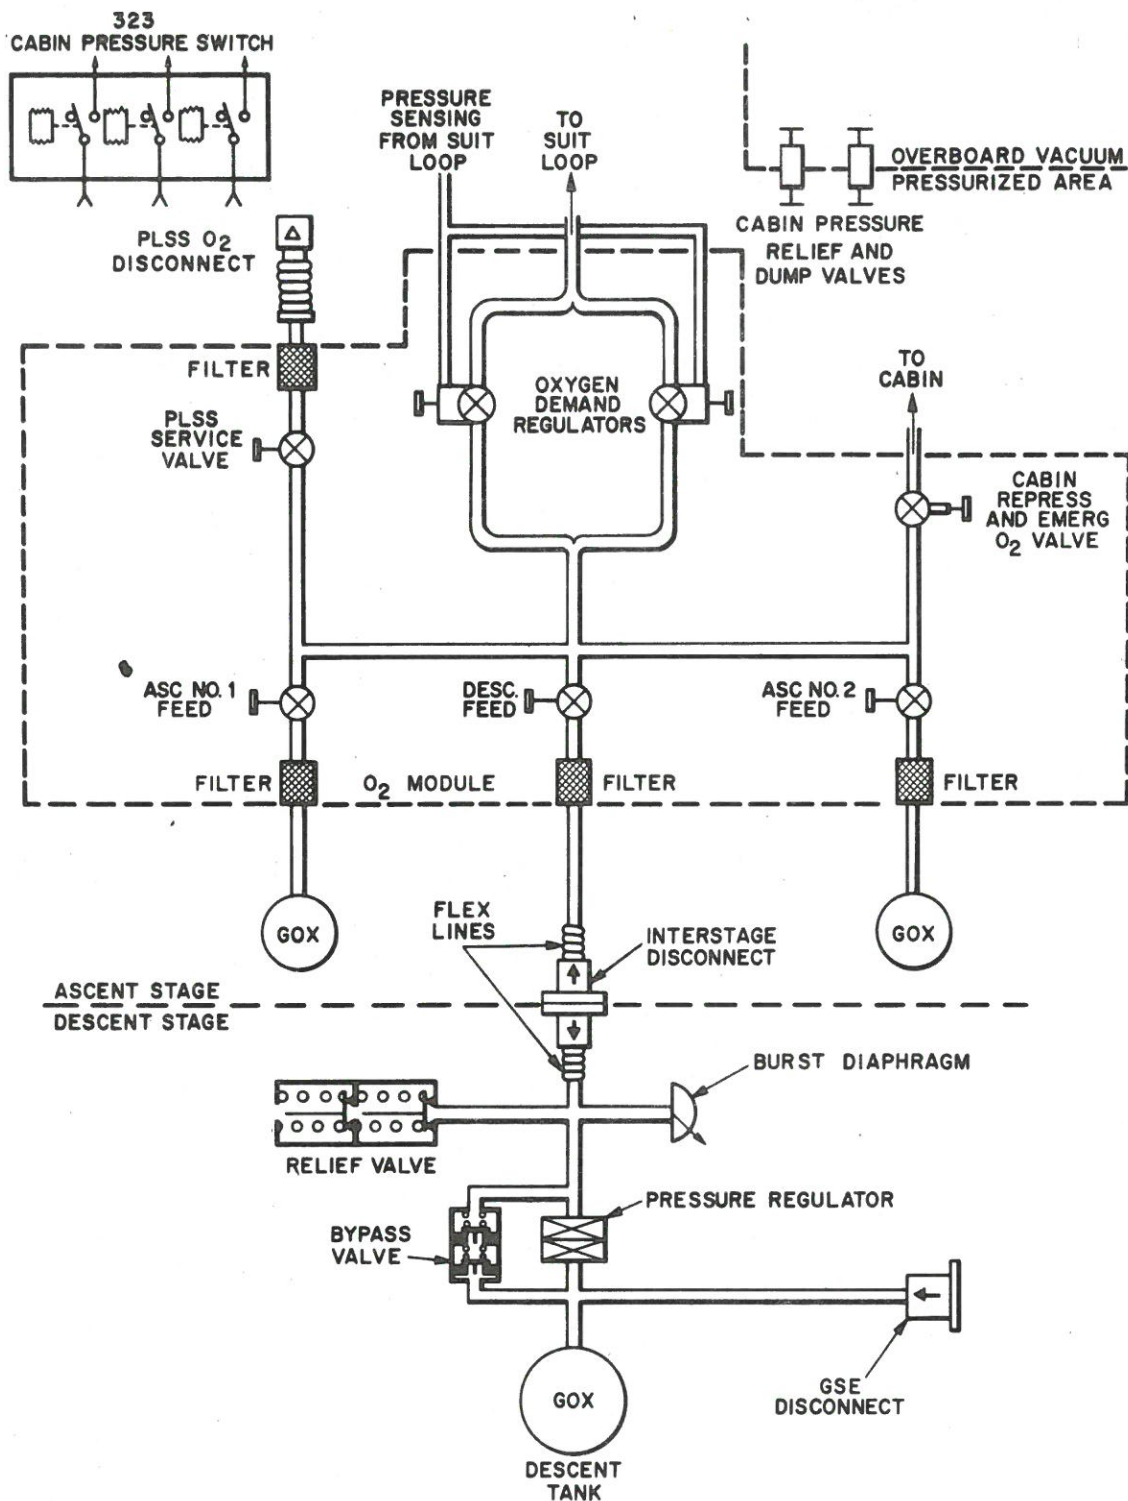 323
CABIN PRESSURE SWITCH
PLSS O2
DISCONNECT
PRESSURE
SENSING
FROM SUIT
LOOP
TO
SUIT
LOOP
OVERBOARD VACUUM
PRESSURIZED AREA
CABIN PRESSURE
RELIEF AND
DUMP VALVES
FILTER
PLSS
SERVICE
VALVE
OXYGEN
DEMAND
REGULATORS
TO
CABIN
CABIN
REPRESS
AND EMERG
O2 VALVE
ASC NO. 1
FEED
DESC.
FEED
ASC NO. 2
FEED
FILTER
O2 MODULE
FILTER
FILTER
GOX
FLEX
LINES
INTERSTAGE
DISCONNECT
GOX
ASCENT STAGE
DESCENT STAGE
BURST DIAPHRAGM
RELIEF VALVE
PRESSURE REGULATOR
BYPASS
VALVE
GSE
DISCONNECT
GOX
DESCENT
TANK